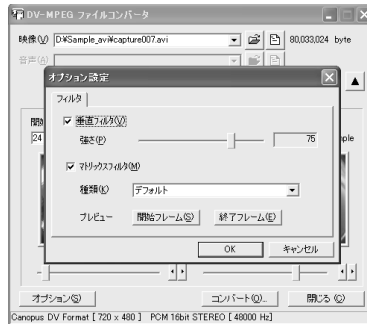 DV-MPEG ファイルコンバータ
映像(V) D:¥Sample_avi¥capture007.avi 80,033,024 byte
音声(A)
オプション設定
フィルタ
開始
24
ple
垂直フィルタ(V)
強さ(P) 75
マトリックスフィルタ(M)
種類(K) デフォルト
プレビュー 開始フレーム(S) 終了フレーム(E)
OK キャンセル
オプション(S) コンバート(O)... 閉じる(C)
Canopus DV Format [ 720 x 480 ] PCM 16bit STEREO [ 48000 Hz]